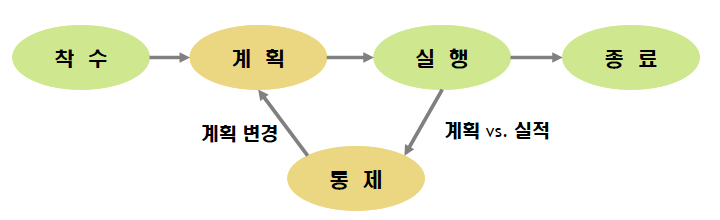 착 수
계 획
실 행
종 료
계획 변경
계획 vs. 실적
통 제